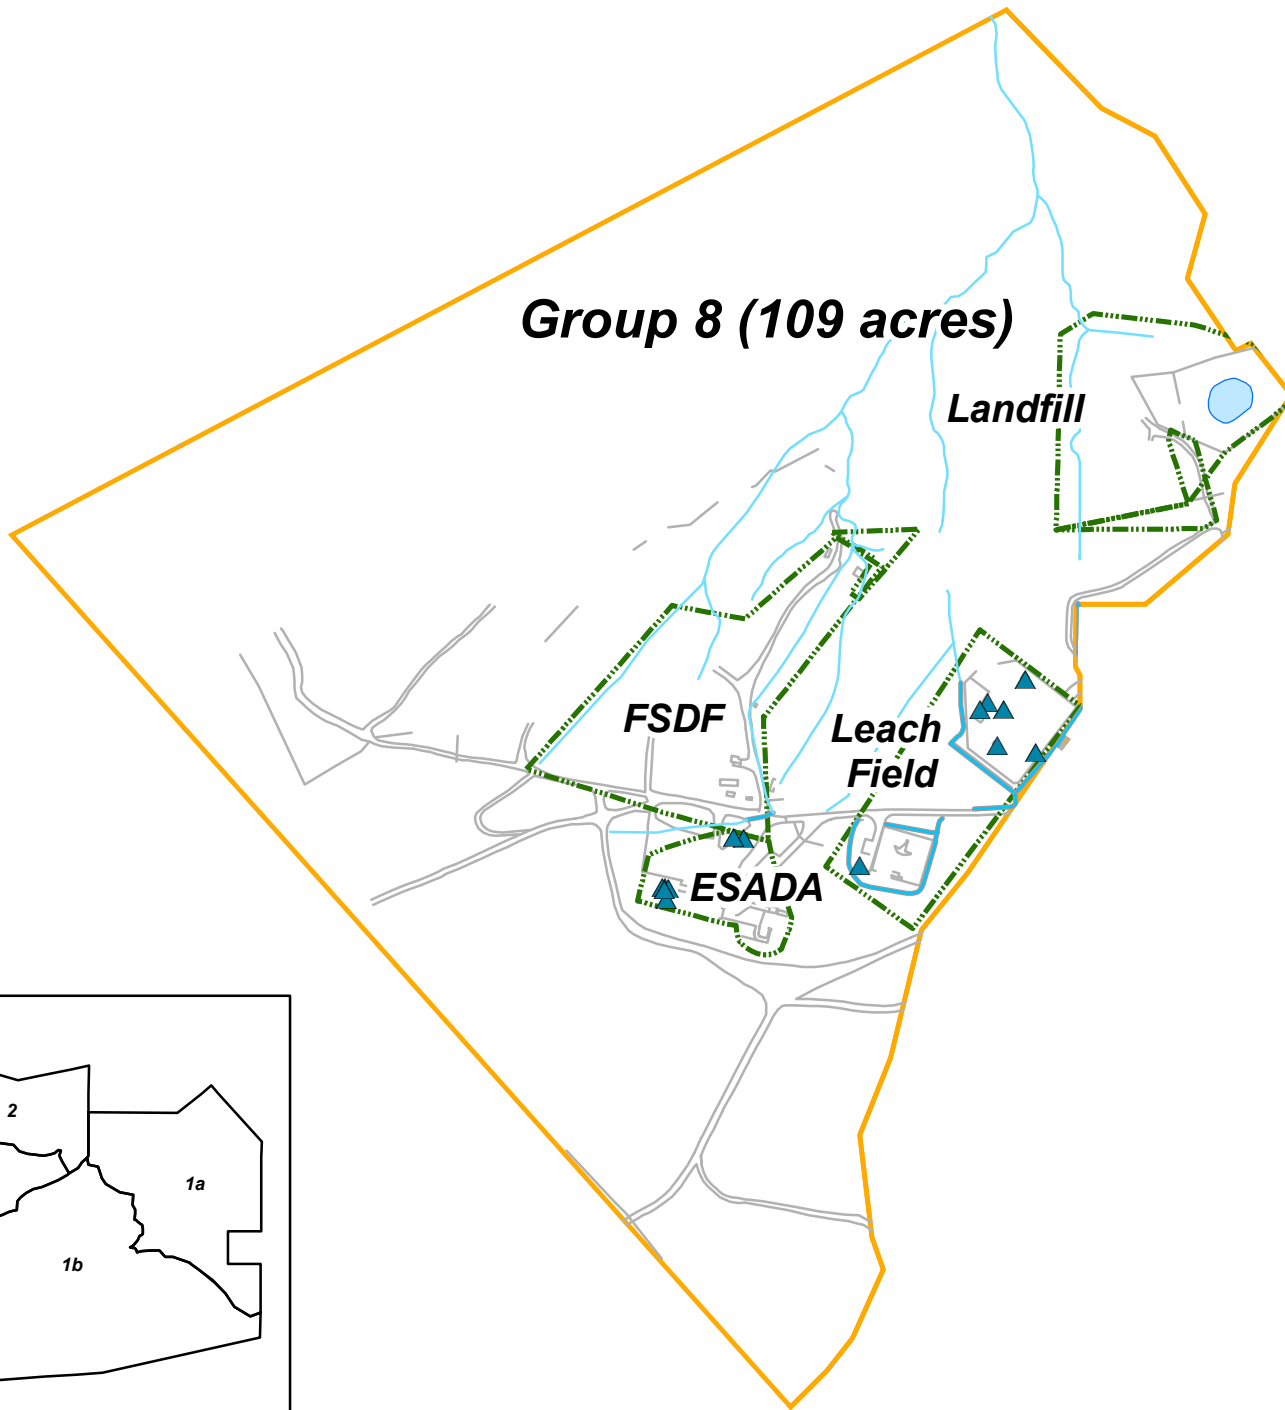 Group 8 (109 acres)
Landfill
FSDF
Leach
Field
ESADA
2
1a
1b